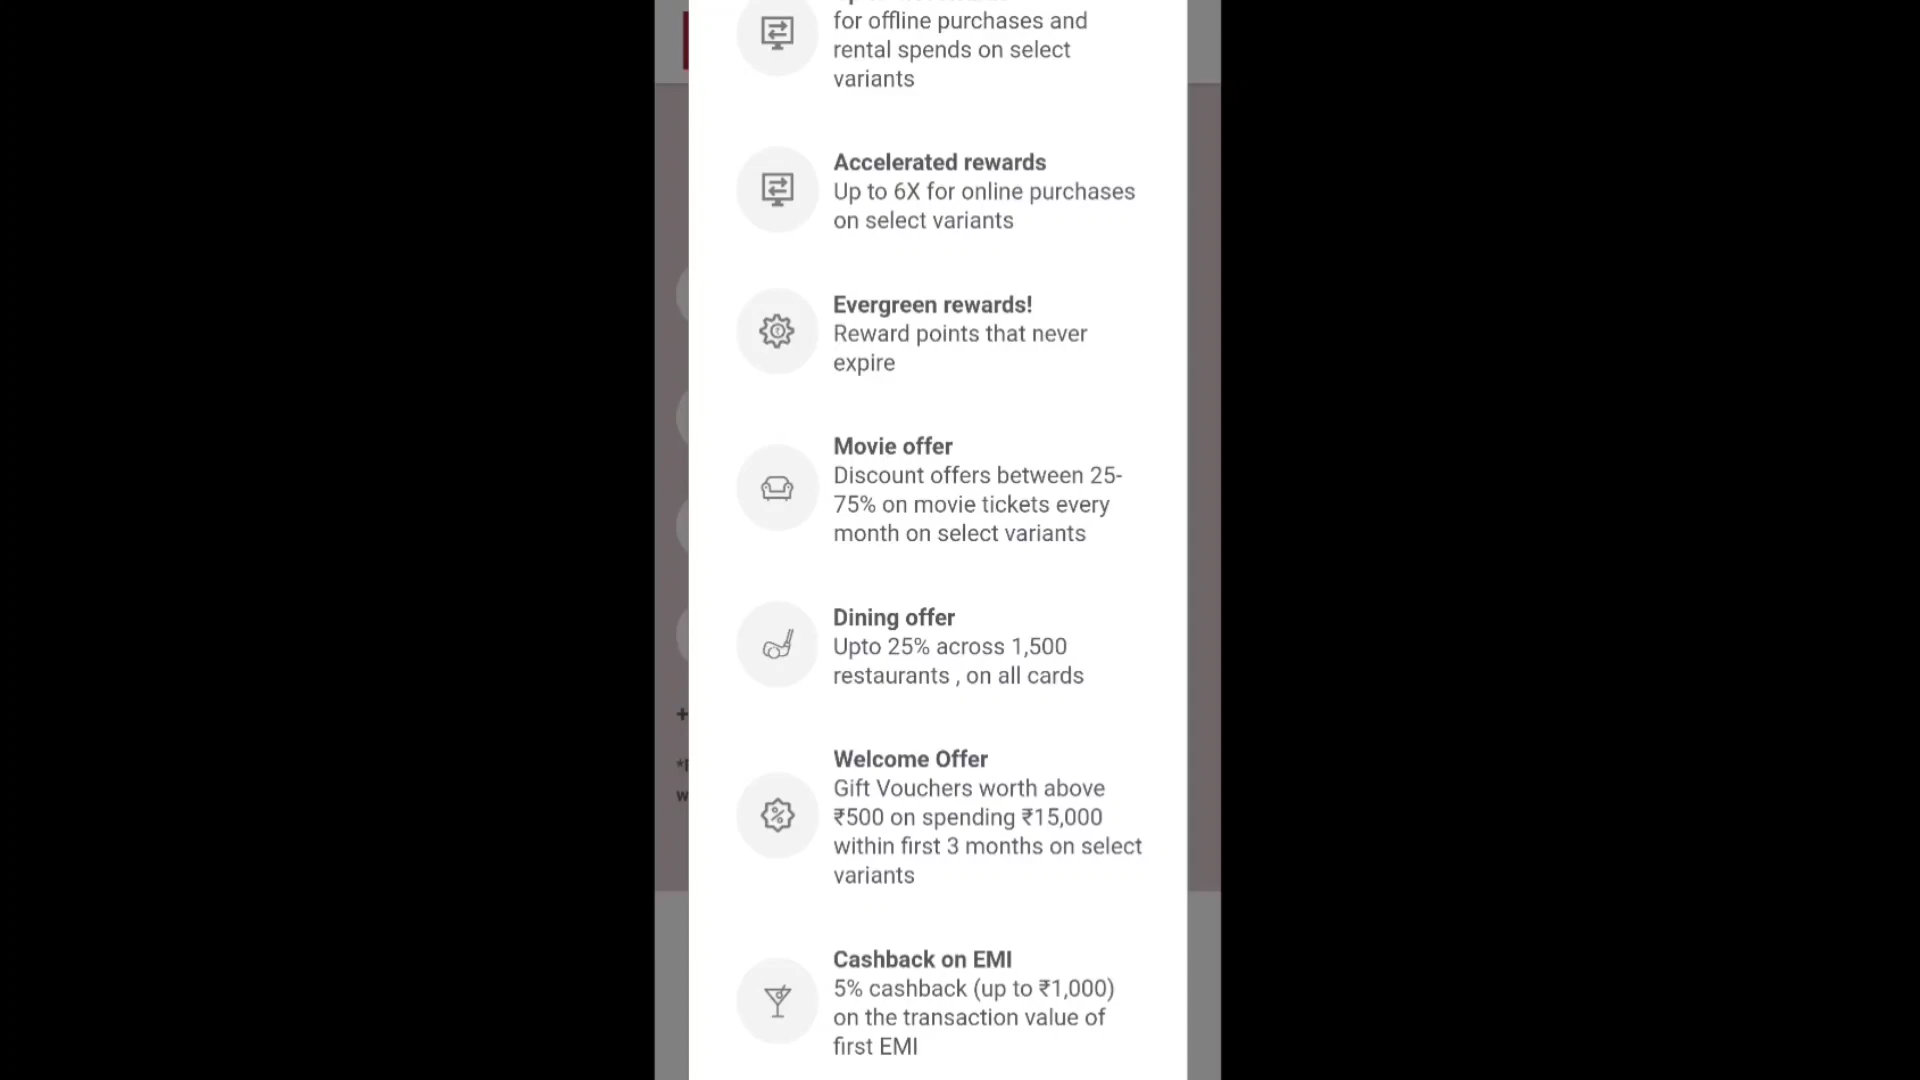 for offline purchases and
rental spends on select
variants
Accelerated rewards
Up to 6X for online purchases
on select variants
Evergreen rewards!
Reward points that never
expire
Movie offer
Discount offers between 25-
75% on movie tickets every
month on select variants
Dining offer
Upto 25% across 1,500
restaurants , on all cards
Welcome Offer
Gift Vouchers worth above
₹500 on spending ₹15,000
within first 3 months on select
variants
+
w
Cashback on EMI
5% cashback (up to ₹1,000)
on the transaction value of
first EMI